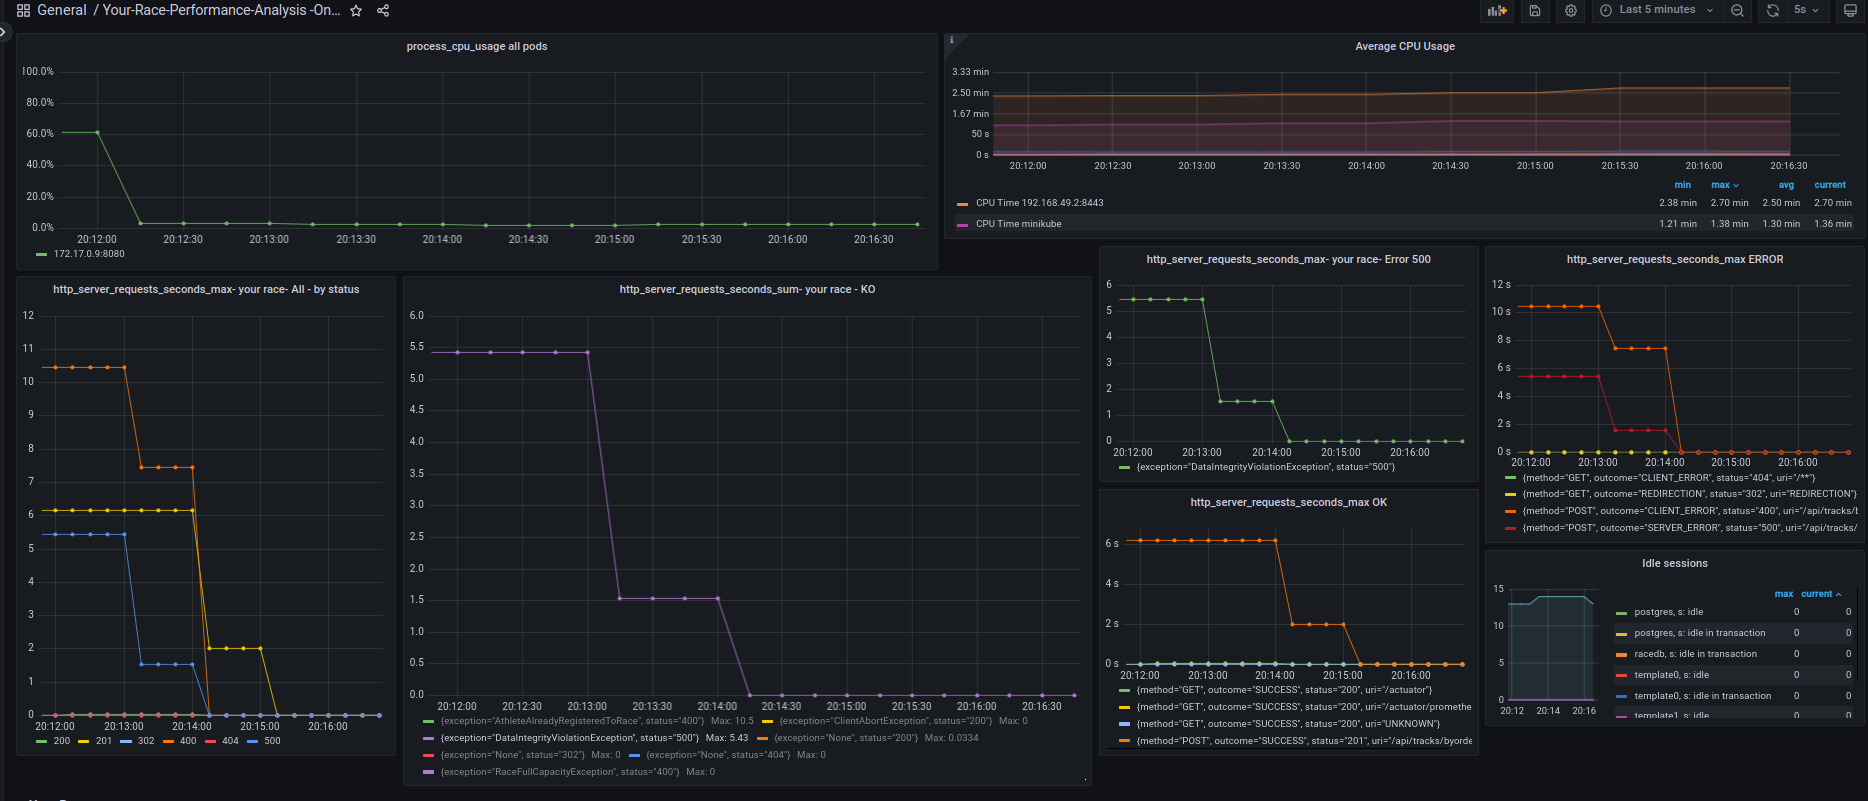 General / Your-Race-Performance-Analysis -On...
Last 5 minutes
5s
process_cpu_usage all pods
100.0%
80.0%
60.0%
40.0%
20.0%
0.0%
20:12:00 20:12:30 20:13:00 20:13:30 20:14:00 20:14:30 20:15:00 20:15:30 20:16:00 20:16:30
172.17.0.9:8080
i
Average CPU Usage
3.33 min
2.50 min
1.67 min
50 s
0 s
20:12:00 20:12:30 20:13:00 20:13:30 20:14:00 20:14:30 20:15:00 20:15:30 20:16:00 20:16:30
min max avg current
CPU Time 192.168.49.2:8443 2.38 min 2.70 min 2.50 min 2.70 min
CPU Time minikube 1.21 min 1.38 min 1.30 min 1.36 min
http_server_requests_seconds_max- your race- All - by status
12
11
10
9
8
7
6
5
4
3
2
1
0
20:12:00 20:13:00 20:14:00 20:15:00 20:16:00
200 201 302 400 404 500
http_server_requests_seconds_sum- your race - KO
6.0
5.5
5.0
4.5
4.0
3.5
3.0
2.5
2.0
1.5
1.0
0.5
0.0
20:12:00 20:12:30 20:13:00 20:13:30 20:14:00 20:14:30 20:15:00 20:15:30 20:16:00 20:16:30
{exception="AthleteAlreadyRegisteredToRace", status="400"} Max: 10.5 {exception="ClientAbortException", status="200"} Max: 0
{exception="DataIntegrityViolationException", status="500"} Max: 5.43 {exception="None", status="200"} Max: 0.0334
{exception="None", status="302"} Max: 0 {exception="None", status="404"} Max: 0
{exception="RaceFullCapacityException", status="400"} Max: 0
http_server_requests_seconds_max- your race- Error 500
6
5
4
3
2
1
0
20:12:00 20:13:00 20:14:00 20:15:00 20:16:00
{exception="DataIntegrityViolationException", status="500"}
http_server_requests_seconds_max OK
6 s
4 s
2 s
0 s
20:12:00 20:13:00 20:14:00 20:15:00 20:16:00
{method="GET", outcome="SUCCESS", status="200", uri="/actuator"}
{method="GET", outcome="SUCCESS", status="200", uri="/actuator/promethe
{method="GET", outcome="SUCCESS", status="200", uri="UNKNOWN"}
{method="POST", outcome="SUCCESS", status="201", uri="/api/tracks/byorde
http_server_requests_seconds_max ERROR
12 s
10 s
8 s
6 s
4 s
2 s
0 s
20:12:00 20:13:00 20:14:00 20:15:00 20:16:00
{method="GET", outcome="CLIENT_ERROR", status="404", uri="/**"}
{method="GET", outcome="REDIRECTION", status="302", uri="REDIRECTION"}
{method="POST", outcome="CLIENT_ERROR", status="400", uri="/api/tracks/b
{method="POST", outcome="SERVER_ERROR", status="500", uri="/api/tracks/
Idle sessions
15
10
5
0
20:12 20:14 20:16
max current
postgres, s: idle 0 0
postgres, s: idle in transaction 0 0
racedb, s: idle in transaction 0 0
template0, s: idle 0 0
template0, s: idle in transaction 0 0
template1, s: idle 0 0